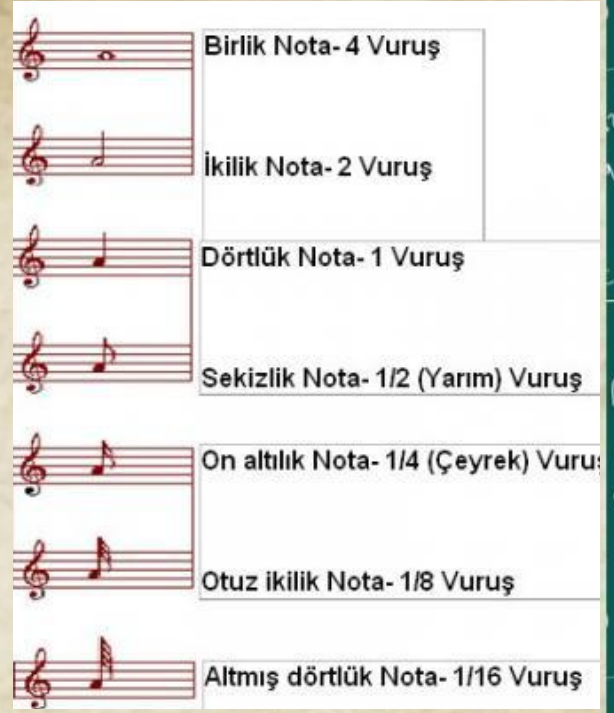 Birlik Nota- 4 Vuruş
İkilik Nota- 2 Vuruş
Dörtlük Nota- 1 Vuruş
Sekizlik Nota- 1/2 (Yarım) Vuruş
On altılık Nota- 1/4 (Çeyrek) Vuru
Otuz ikilik Nota- 1/8 Vuruş
Altmış dörtlük Nota- 1/16 Vuruş